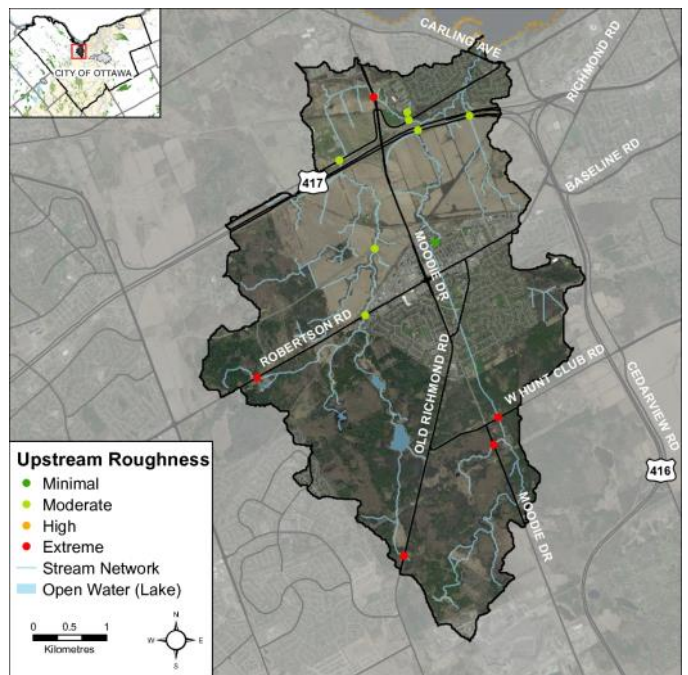 CITY OF OTTAWA
CARLING AVE
RICHMOND RD
BASELINE RD
417
MOODIE DR
ROBERTSON RD
OLD RICHMOND RD
W HUNT CLUB RD
CEDARVIEW RD
416
MOODIE DR
Upstream Roughness
Minimal
Moderate
High
Extreme
Stream Network
Open Water (Lake)
0 0.5 1
Kilometres
N
W E
S